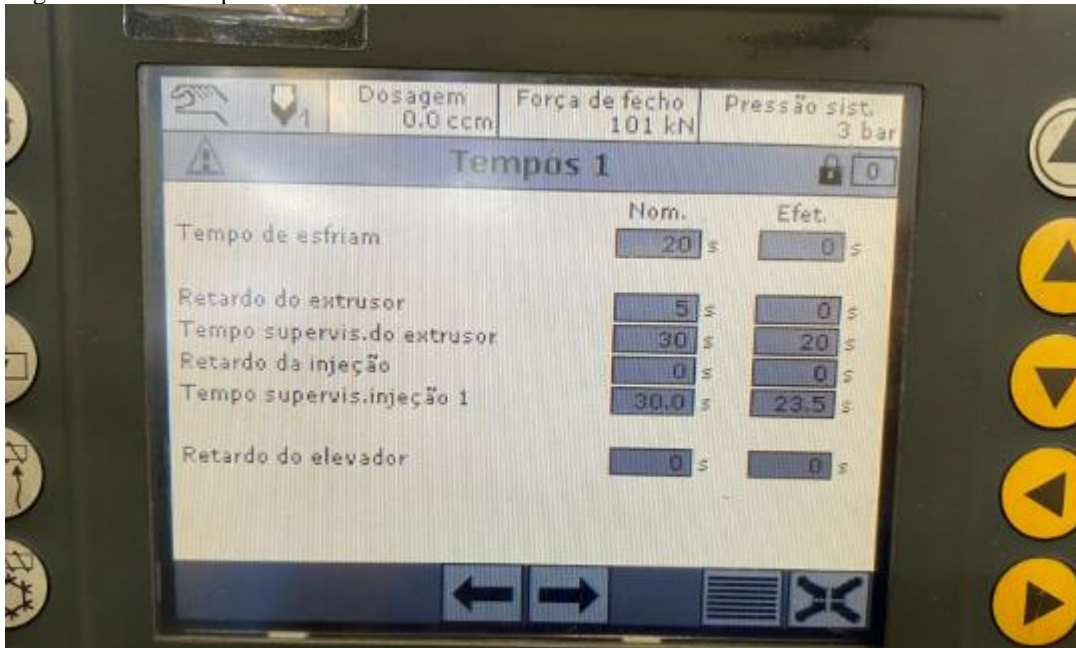 Dosagem Força de fecho Pressão sist.
1 0.0 ccm 101 kN 3 bar
Tempos 1 0
Nom. Efet.
Tempo de esfriam 20 s 0 s
Retardo do extrusor 5 s 0 s
Tempo supervis.do extrusor 30 s 20 s
Retardo da injeção 0 s 0 s
Tempo supervis.injeção 1 30.0 s 23.5 s
Retardo do elevador 0 s 0 s